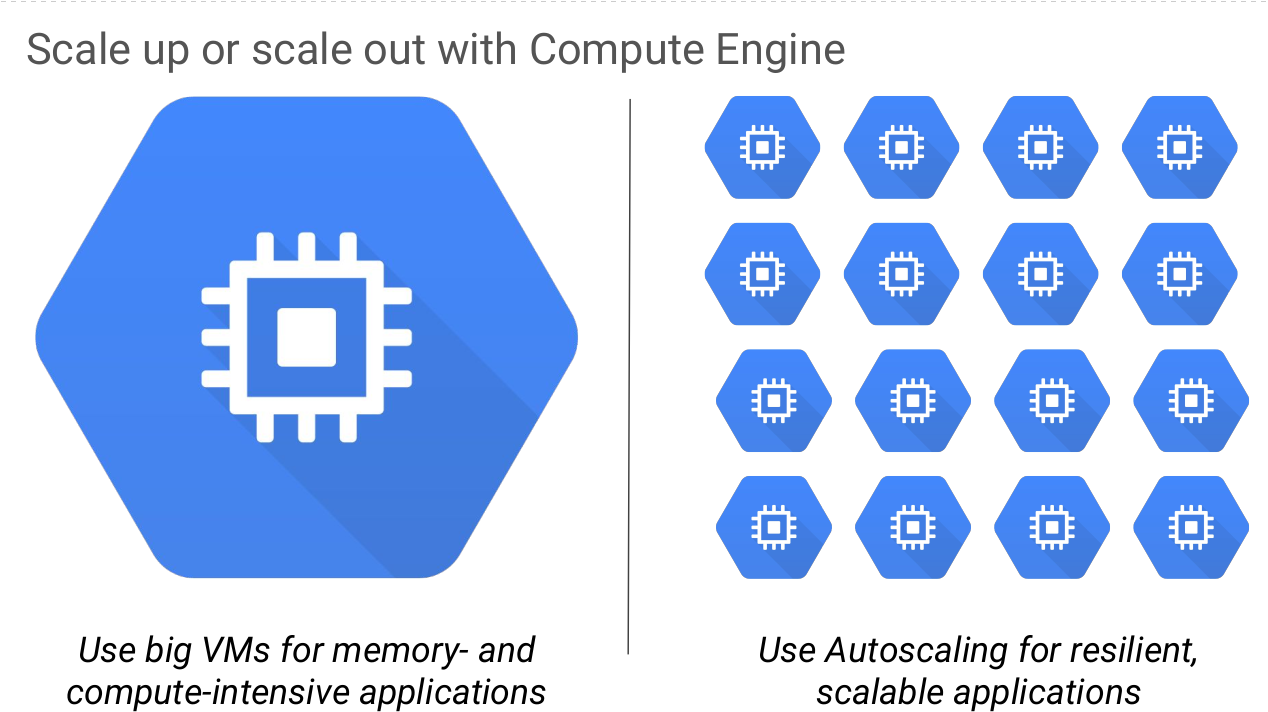 Scale up or scale out with Compute Engine
Use big VMs for memory- and
compute-intensive applications
Use Autoscaling for resilient,
scalable applications